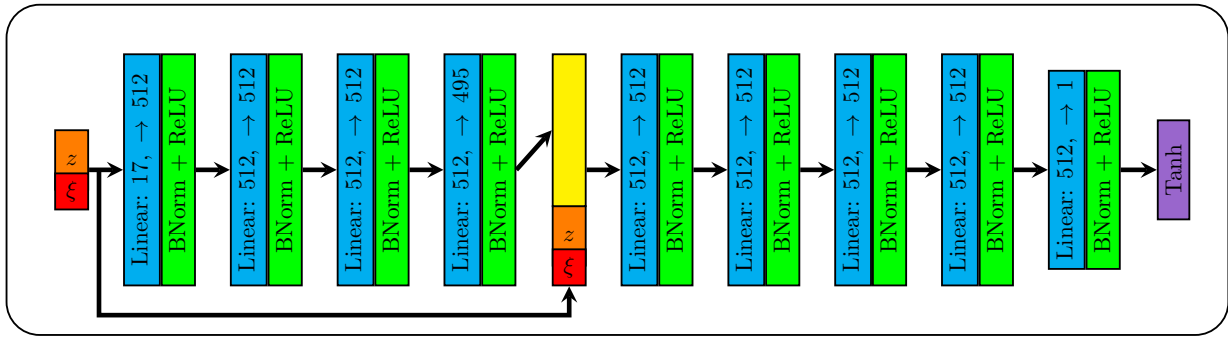 z
ξ
Linear: 17, → 512
BNorm + ReLU
Linear: 512, → 512
BNorm + ReLU
Linear: 512, → 512
BNorm + ReLU
Linear: 512, → 495
BNorm + ReLU
z
ξ
Linear: 512, → 512
BNorm + ReLU
Linear: 512, → 512
BNorm + ReLU
Linear: 512, → 512
BNorm + ReLU
Linear: 512, → 512
BNorm + ReLU
Linear: 512, → 1
BNorm + ReLU
Tanh